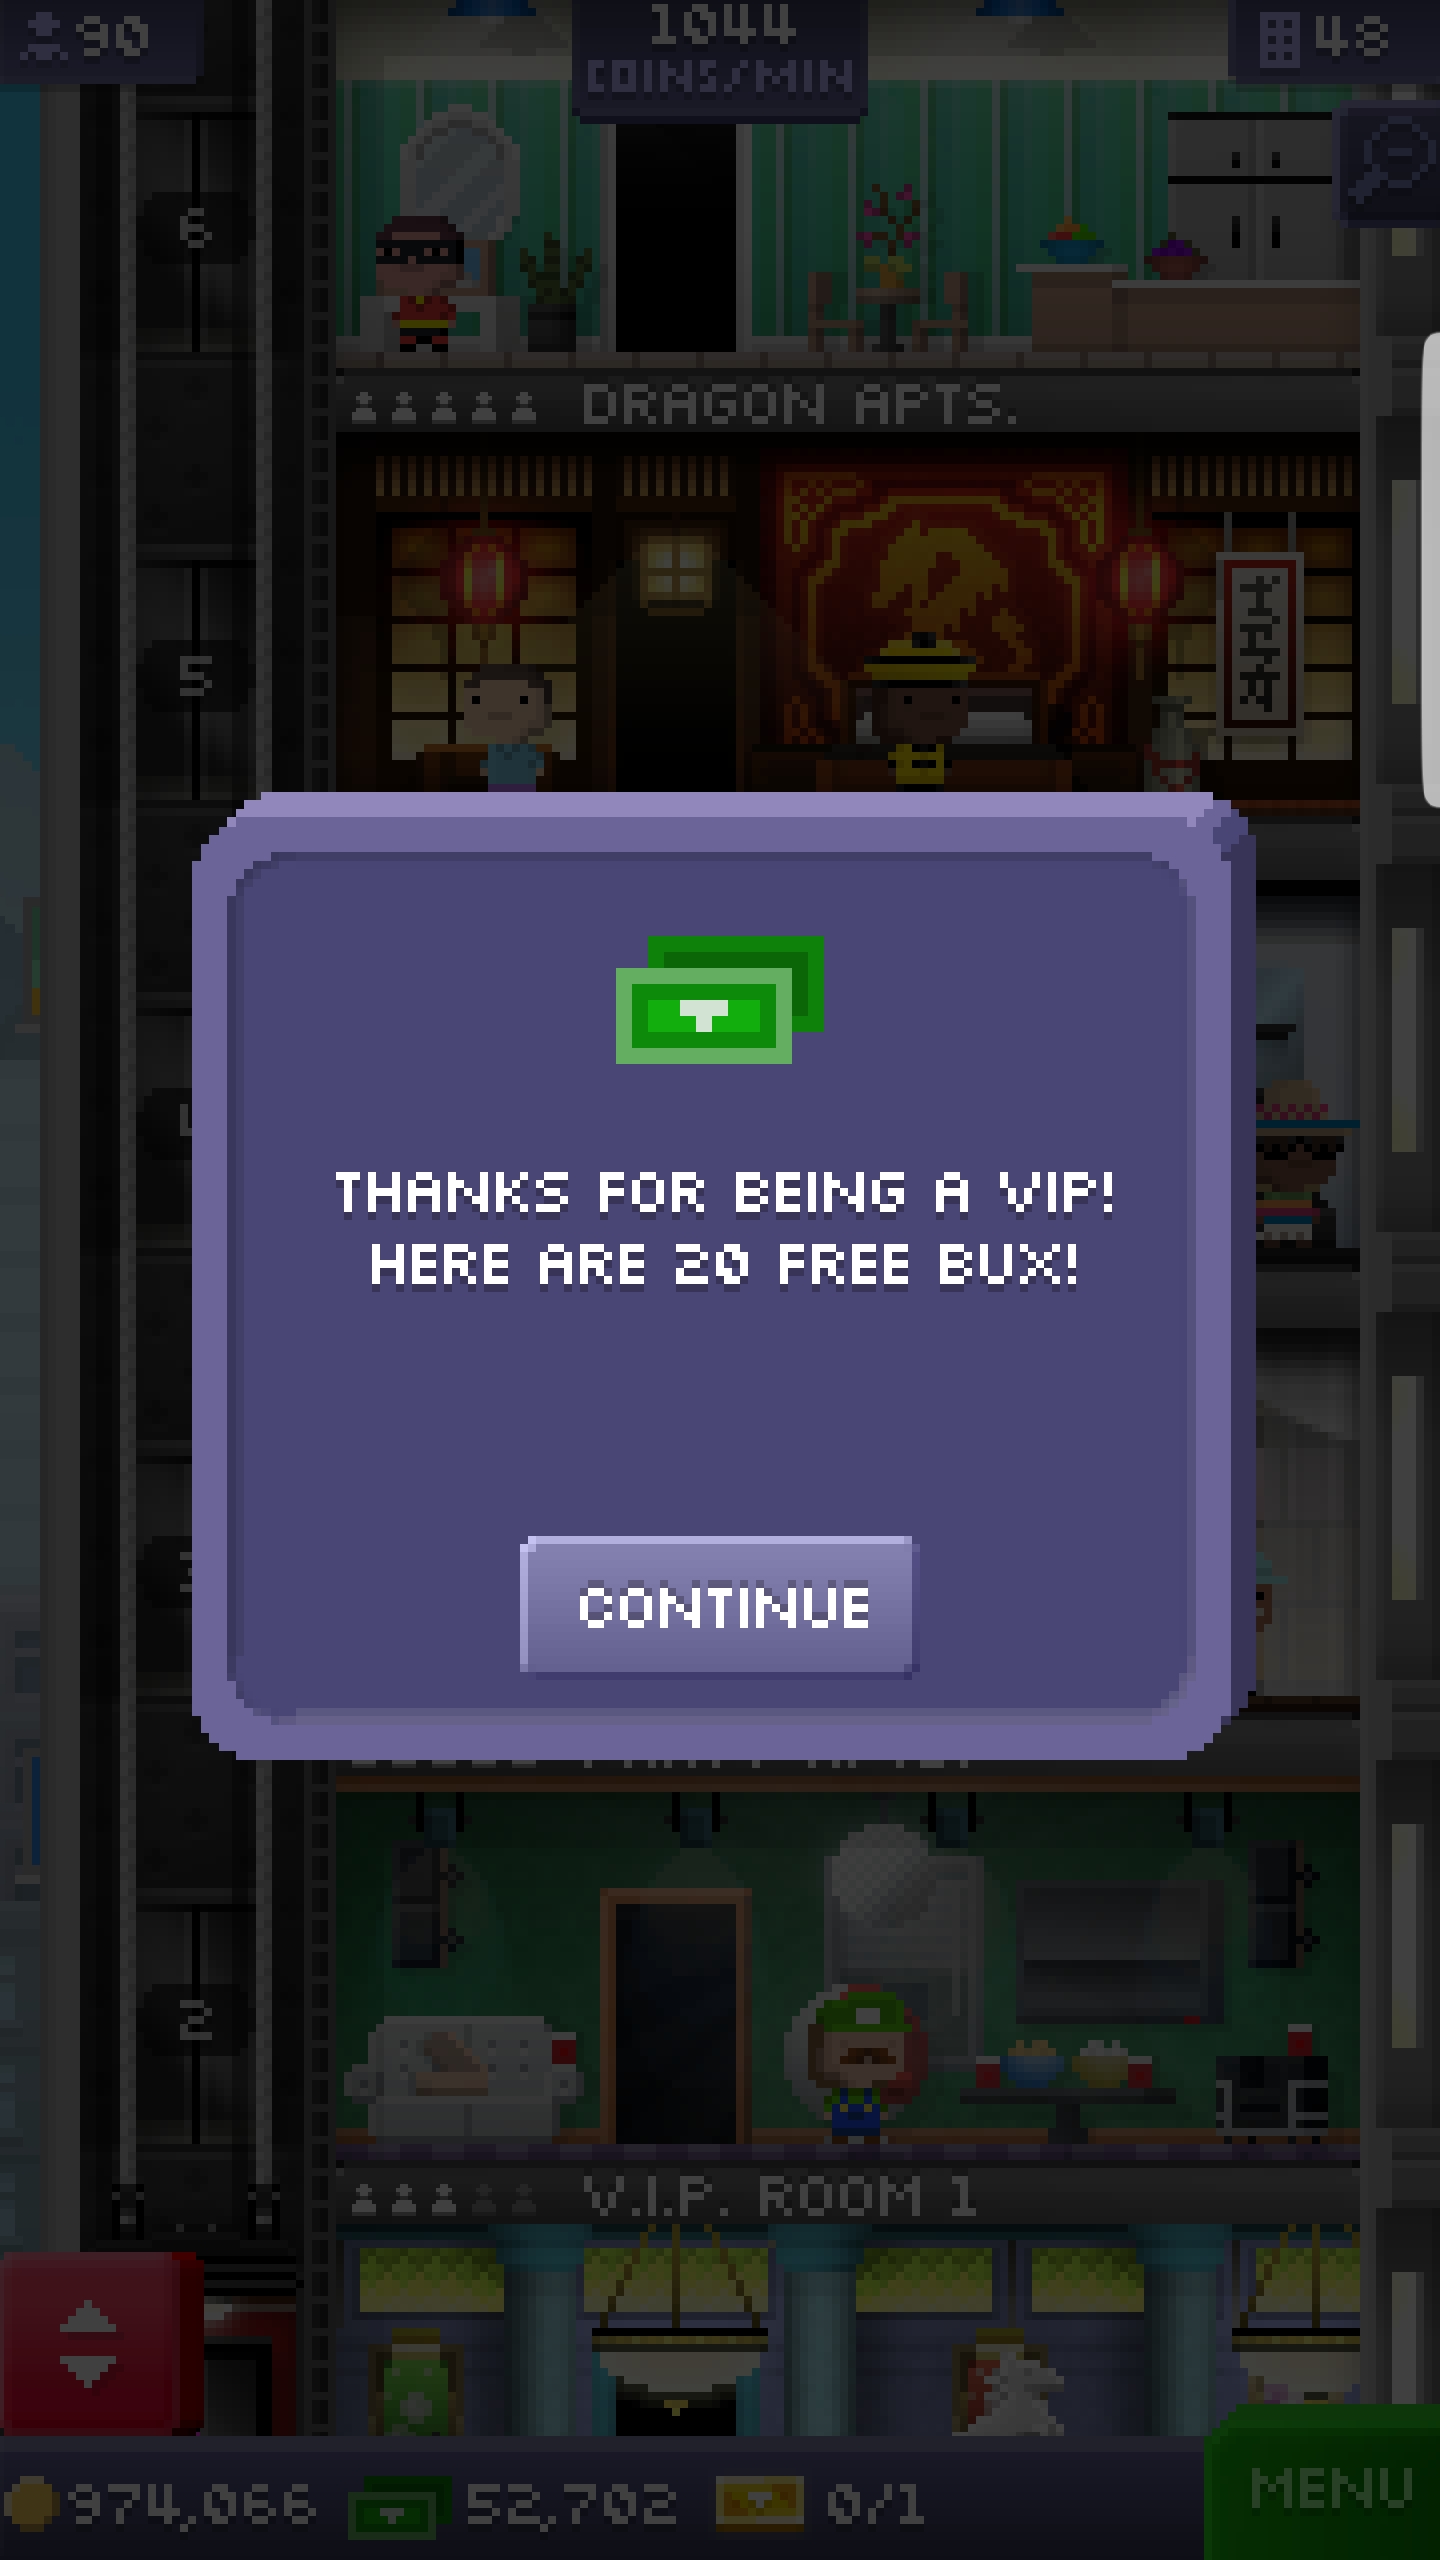 90
1044
COINS/MIN
48
6
DRAGON APTS.
5
THANKS FOR BEING A VIP!
HERE ARE 20 FREE BUX!
CONTINUE
2
V.I.P. ROOM 1
974,066
52,702
0/1
MENU